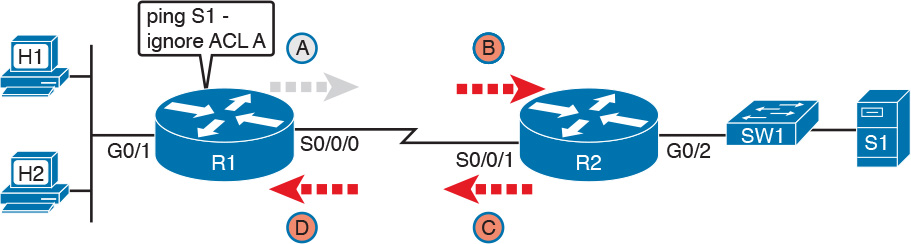 ping S1 -
ignore ACL A
H1
A
B
G0/1
R1
S0/0/0
S0/0/1
R2
G0/2
SW1
S1
H2
D
C